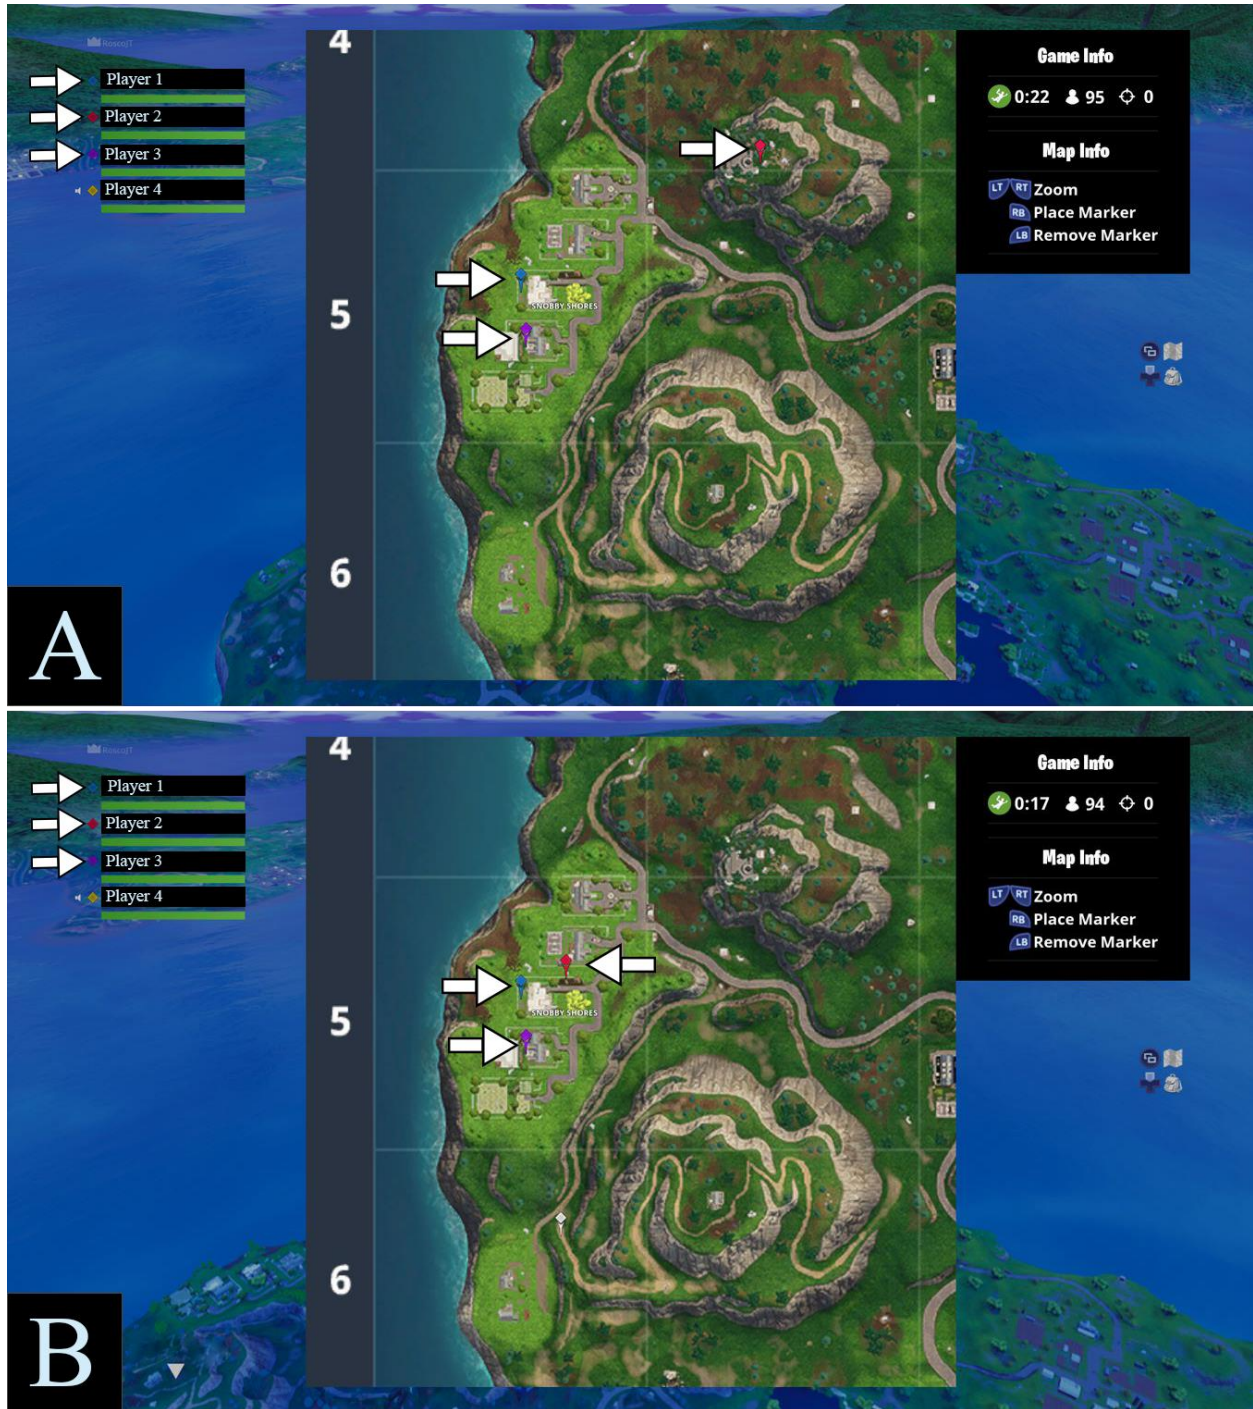 4
RoscoJT
Game Info
Player 1
0:22 95 0
Player 2
Map Info
Player 3
LT RT Zoom
Player 4
RB Place Marker
LB Remove Marker
5
SNOBBY SHORES
6
A
4
RoscoJT
Game Info
Player 1
0:17 94 0
Player 2
Map Info
Player 3
LT RT Zoom
Player 4
RB Place Marker
LB Remove Marker
5
SNOBBY SHORES
6
B